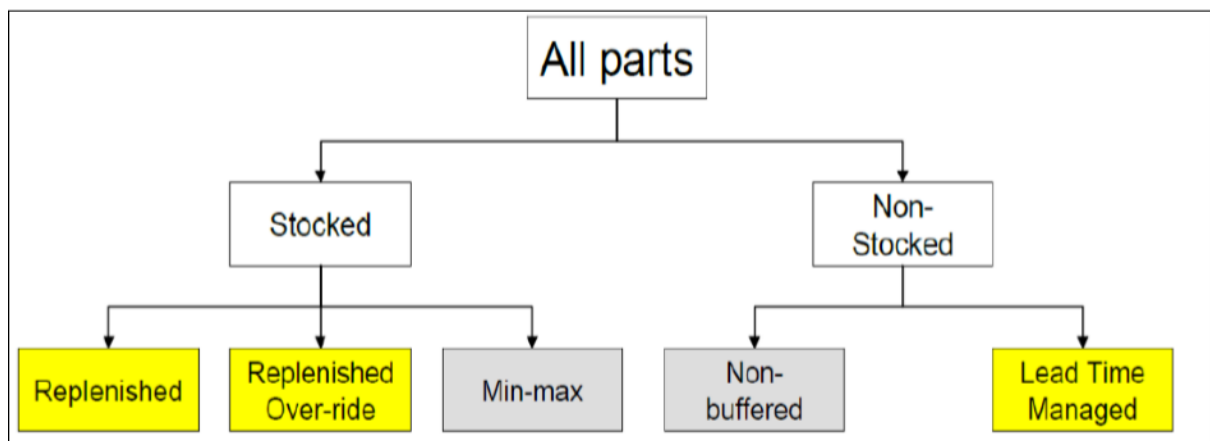 All parts
Stocked
Non-
Stocked
Replenished
Replenished
Over-ride
Min-max
Non-
buffered
Lead Time
Managed